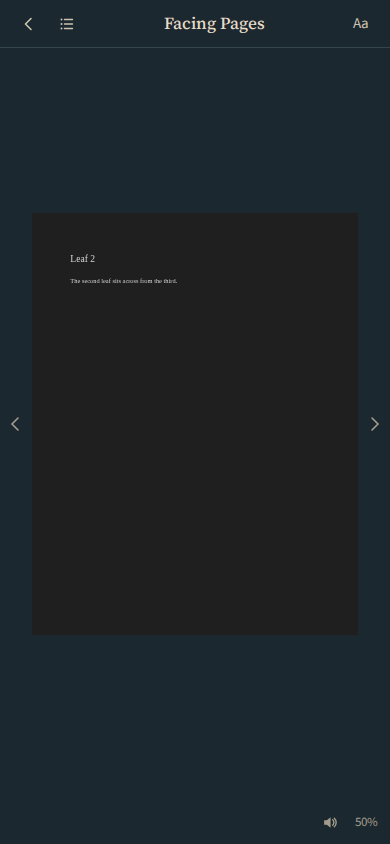 Facing Pages
Aa
Leaf 2
The second leaf sits across from the third.
50%